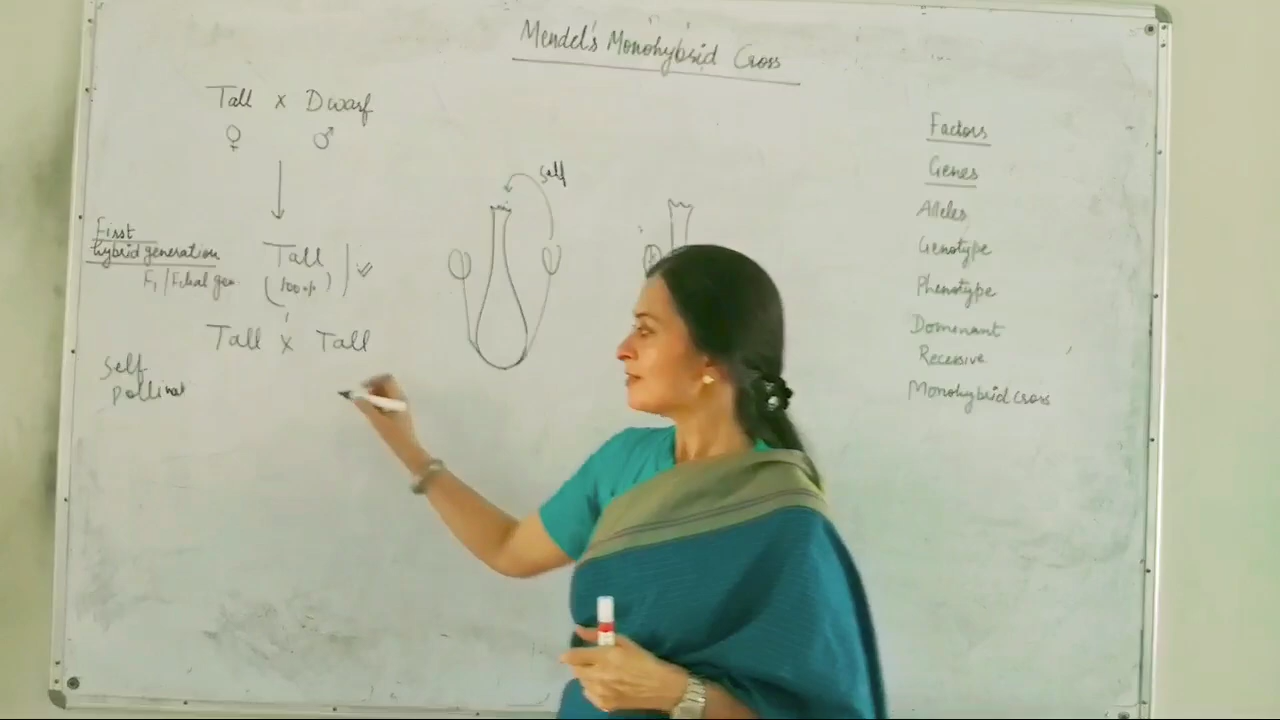 Mendel's Monohybrid Cross
Tall x Dwarf
♀ ♂
First
hybrid generation
F₁ / Filial gen
Tall
(100%)
Tall x Tall
Self
Pollinat
Self
Factors
Genes
Alleles
Genotype
Phenotype
Dominant
Recessive
Monohybrid cross